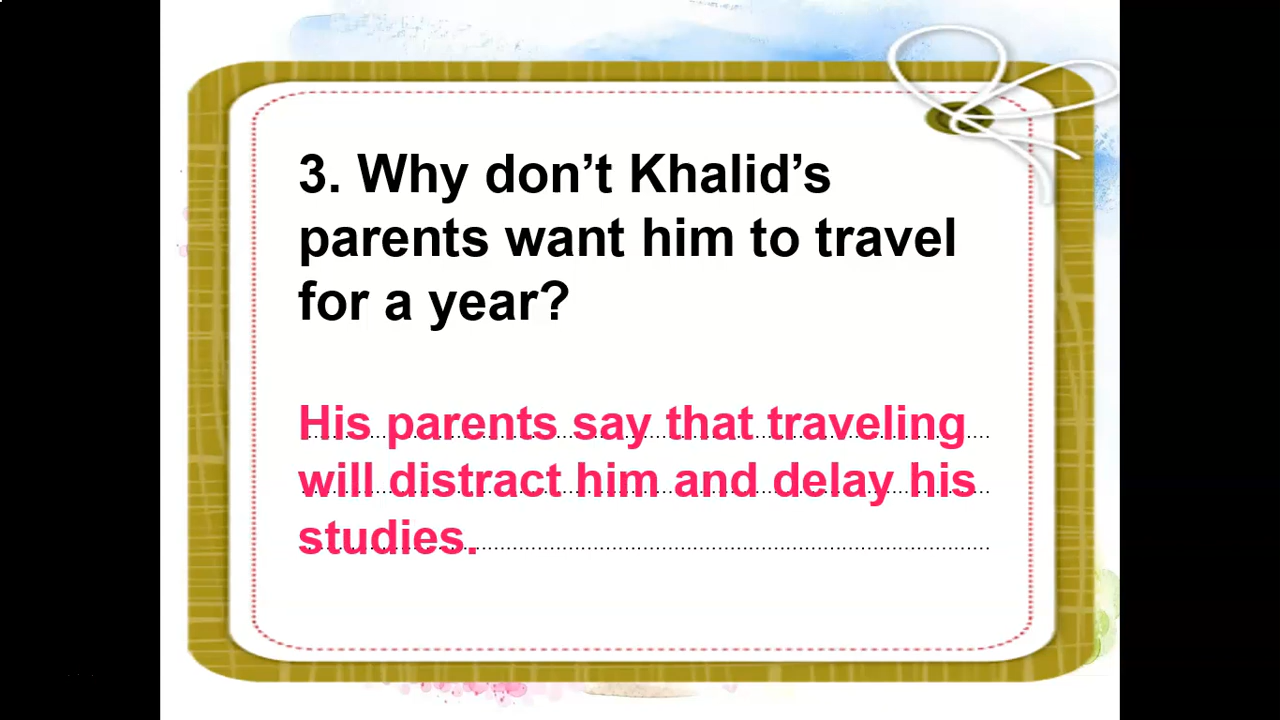 3. Why don’t Khalid’s
parents want him to travel
for a year?
His parents say that traveling
will distract him and delay his
studies.